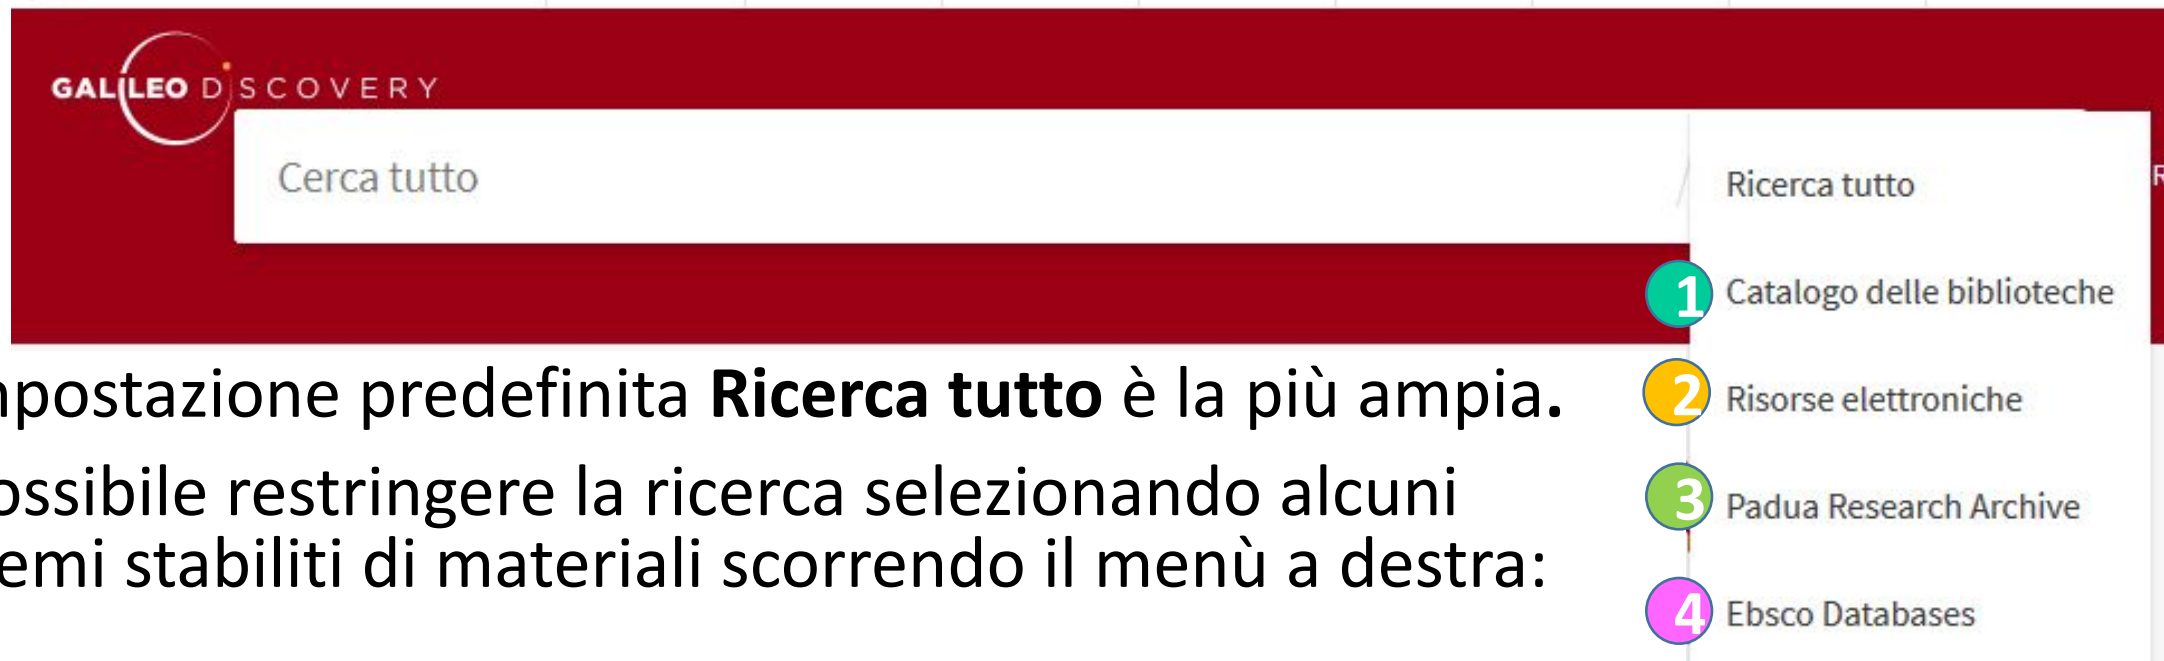 GALILEO DISCOVERY
Cerca tutto
Ricerca tutto
R
1 Catalogo delle biblioteche
mpostazione predefinita Ricerca tutto è la più ampia.
2 Risorse elettroniche
ossibile restringere la ricerca selezionando alcuni
3 Padua Research Archive
emi stabiliti di materiali scorrendo il menù a destra:
4 Ebsco Databases